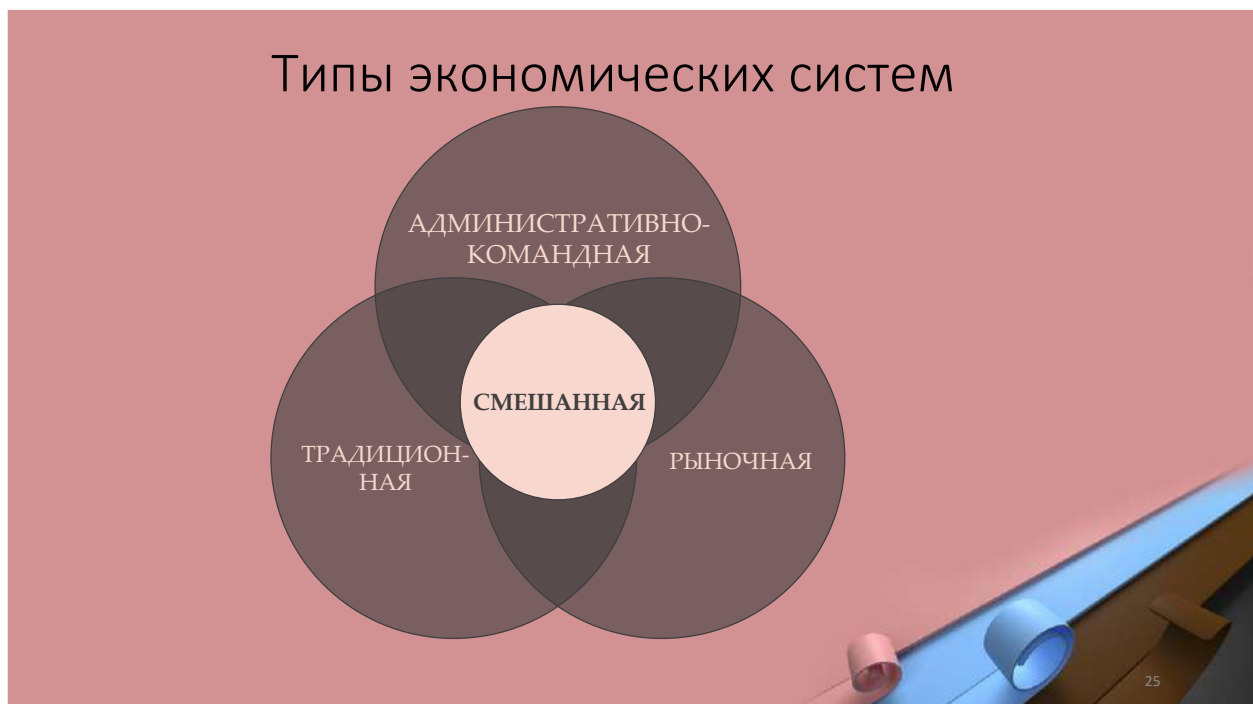 Типы экономических систем
АДМИНИСТРАТИВНО-
КОМАНДНАЯ
СМЕШАННАЯ
ТРАДИЦИОН-
НАЯ
РЫНОЧНАЯ
25